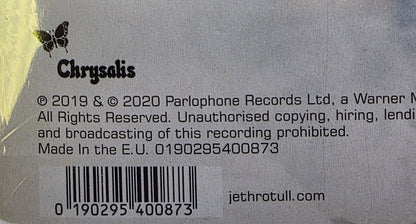 Chrysalis
℗ 2019 & © 2020 Parlophone Records Ltd, a Warner
All Rights Reserved. Unauthorised copying, hiring,
and broadcasting of this recording prohibited.
Made In the E.U. 0190295400873
jethrotull.com
0 190295 400873